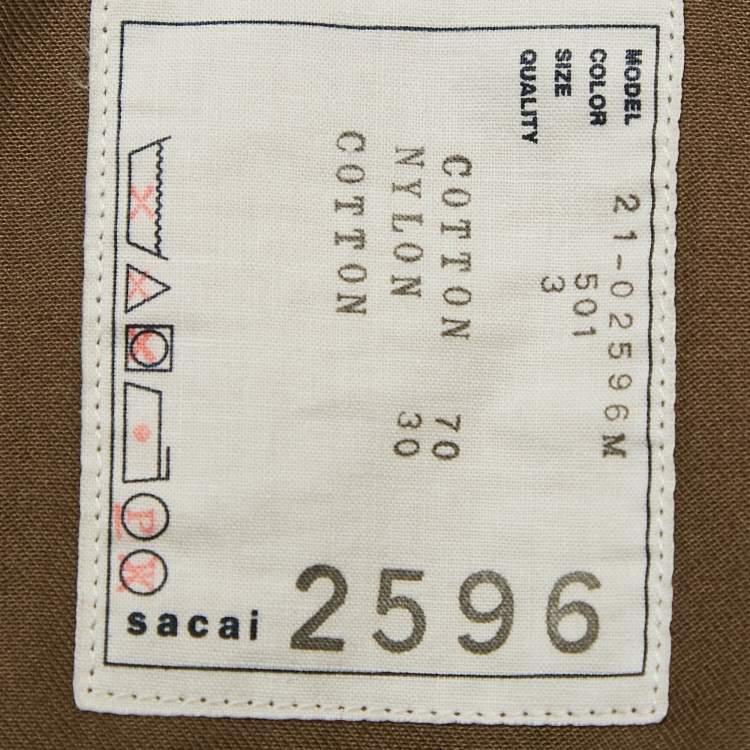 MODEL 21-02596M
COLOR 501
SIZE 3
QUALITY
COTTON 70
NYLON 30
COTTON
P
W
sacai 2596